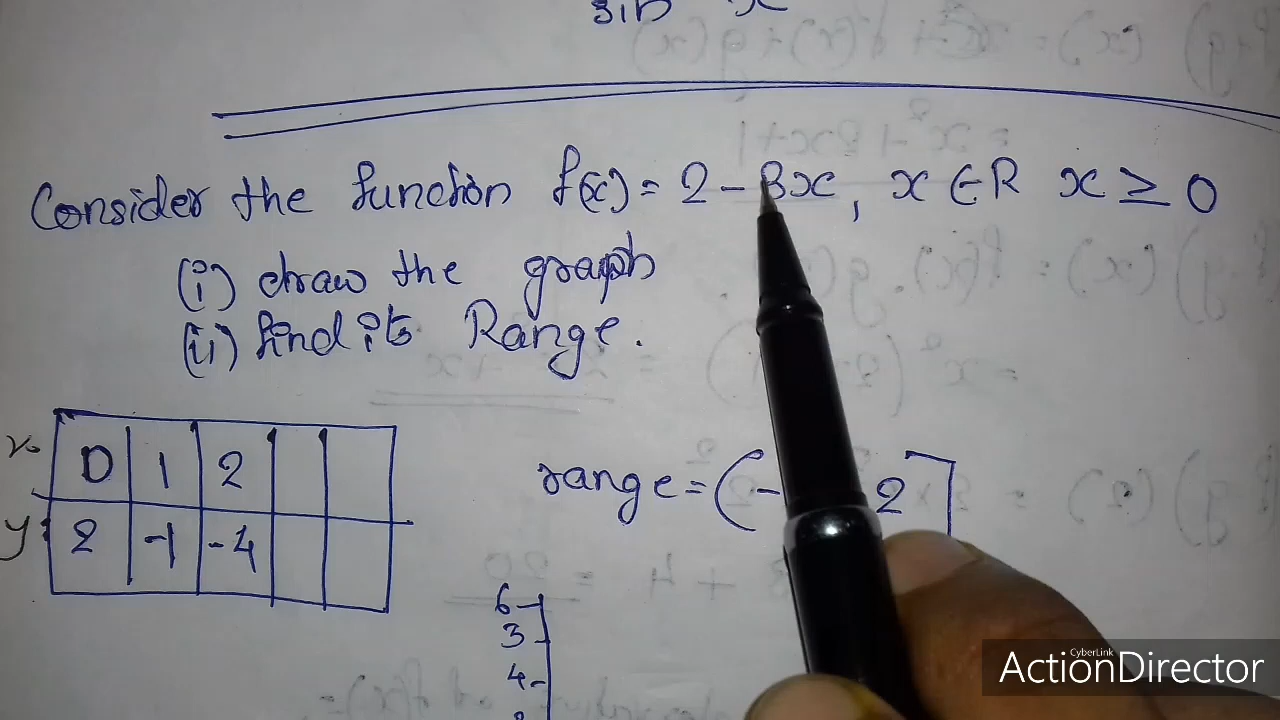 sin x
Consider the function f(x) = 2 - 3x, x ∈ R x ≥ 0
(i) draw the graph
(ii) find its Range.
x 0 1 2
y 2 -1 -4
range = (- 2]
6
3
4
CyberLink
ActionDirector